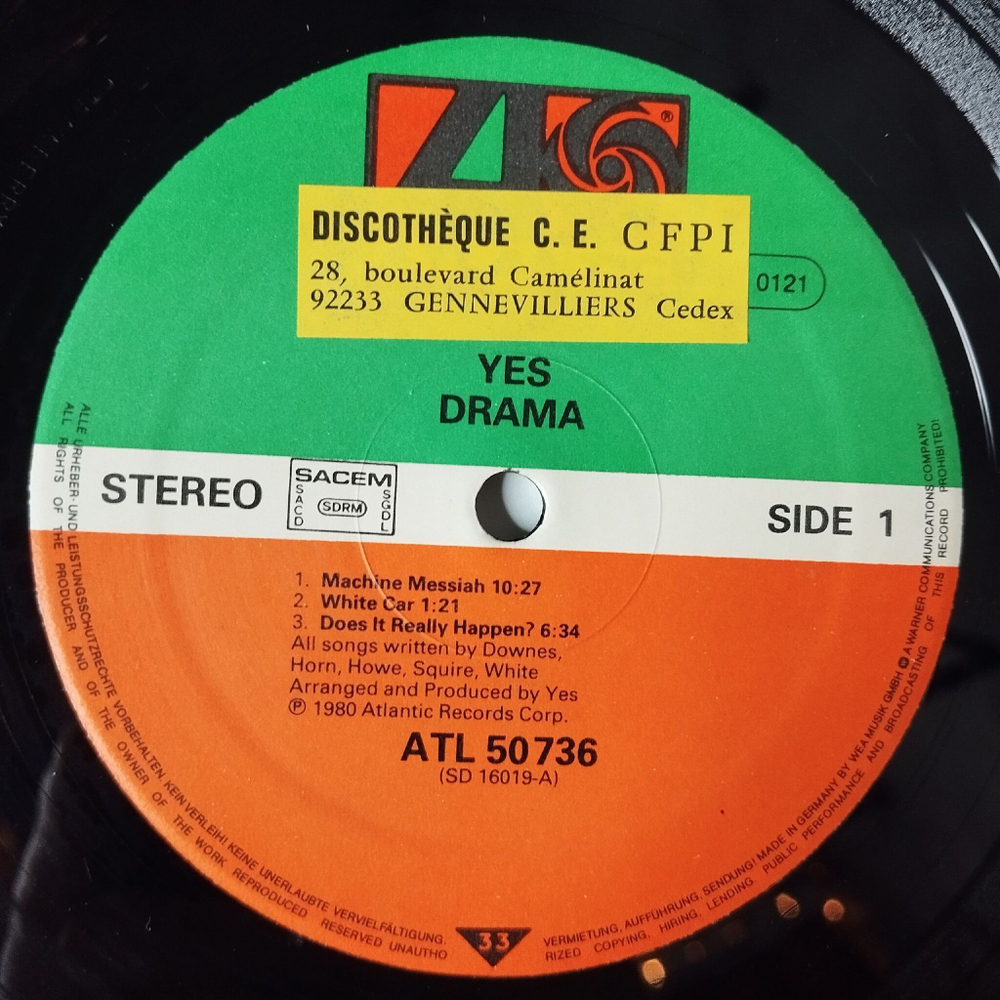 ®
DISCOTHÈQUE C. E. CFPI
28, boulevard Camélinat
92233 GENNEVILLIERS Cedex
0121
YES
DRAMA
STEREO
SACEM
SACD
SDRM
SGDL
SIDE 1
1. Machine Messiah 10:27
2. White Car 1:21
3. Does It Really Happen? 6:34
All songs written by Downes,
Horn, Howe, Squire, White
Arranged and Produced by Yes
Ⓟ 1980 Atlantic Records Corp.
ATL 50 736
(SD 16019-A)
33
ALLE URHEBER- UND LEISTUNGSSCHUTZRECHTE VORBEHALTEN KEIN VERLEIH! KEINE UNERLAUBTE VERVIELFÄLTIGUNG.
VERMIETUNG, AUFFÜHRUNG, SENDUNG! MADE IN GERMANY BY WEA MUSIK GMBH A WARNER COMMUNICATIONS COMPANY
ALL RIGHTS OF THE PRODUCER AND OF THE OWNER OF THE WORK REPRODUCED RESERVED UNAUTHO
RIZED COPYING, HIRING, LENDING, PUBLIC PERFORMANCE AND BROADCASTING OF THIS RECORD PROHIBITED!